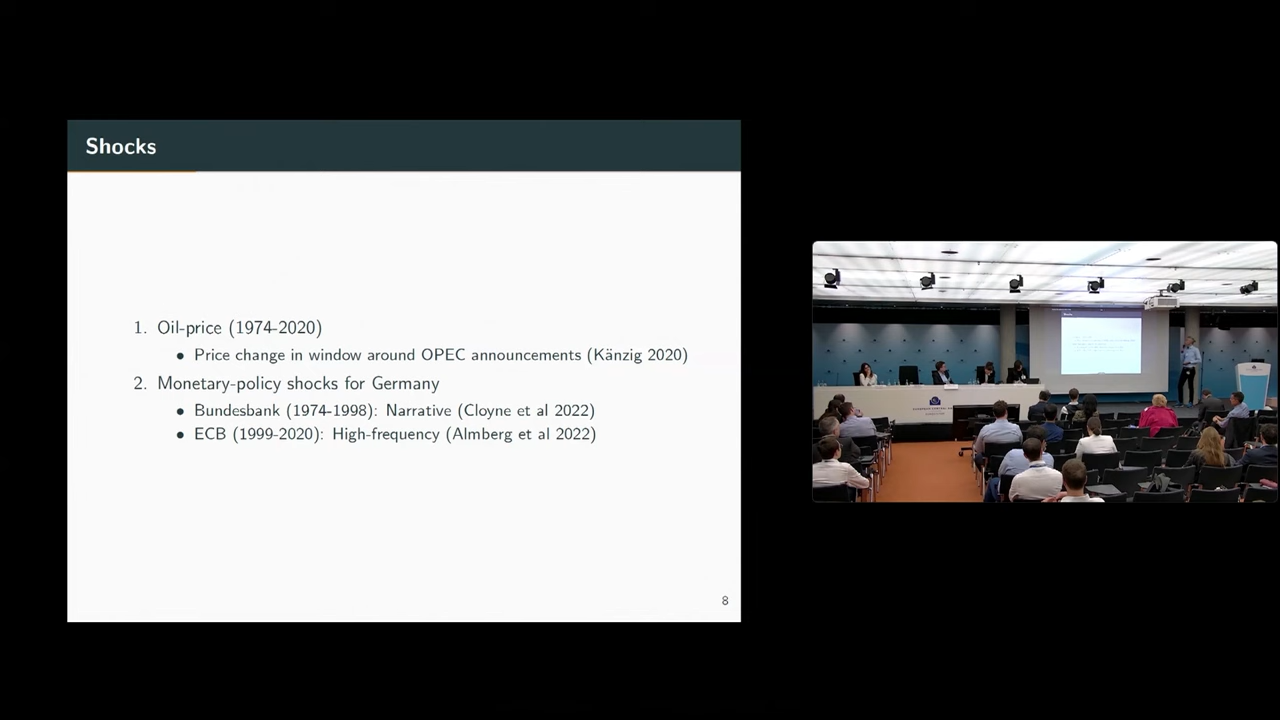 Shocks
1. Oil-price (1974-2020)
• Price change in window around OPEC announcements (Känzig 2020)
2. Monetary-policy shocks for Germany
• Bundesbank (1974-1998): Narrative (Cloyne et al 2022)
• ECB (1999-2020): High-frequency (Almberg et al 2022)
8